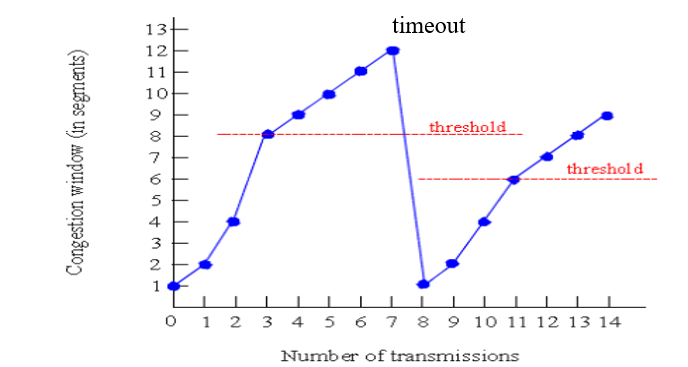 timeout
13
12
11
10
9
8
7
6
5
4
3
2
1
threshold
threshold
Congestion window (in segments)
0 1 2 3 4 5 6 7 8 9 10 11 12 13 14
Number of transmissions